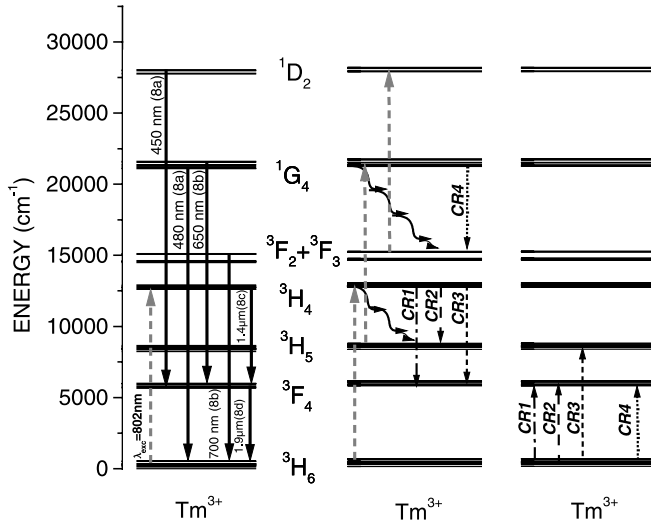 ENERGY (cm⁻¹)
30000
25000
20000
15000
10000
5000
0
¹D₂
¹G₄
³F₂+³F₃
³H₄
³H₅
³F₄
³H₆
450 nm (8a)
480 nm (8a)
650 nm (8b)
700 nm (8b)
1.4µm(8c)
1.9µm(8d)
λexc =802nm
CR1
CR2
CR3
CR4
CR1
CR2
CR3
CR4
Tm³⁺
Tm³⁺
Tm³⁺